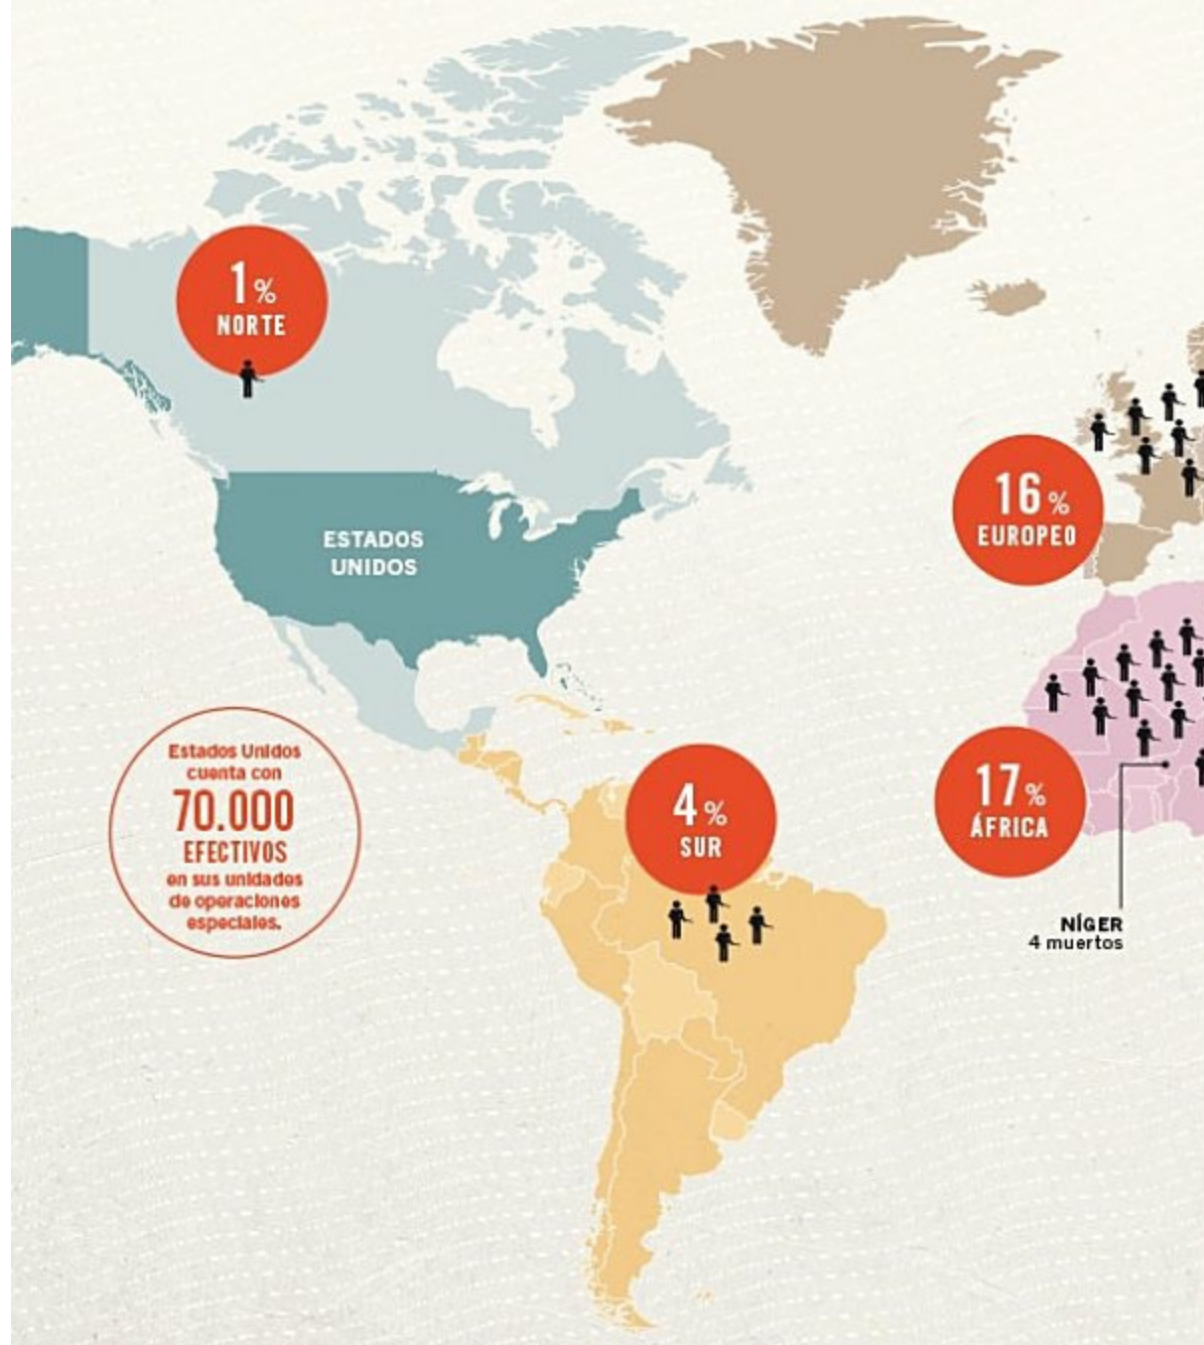 1%
NORTE
ESTADOS
UNIDOS
16%
EUROPEO
Estados Unidos
cuenta con
70.000
EFECTIVOS
en sus unidades
de operaciones
especiales.
4%
SUR
17%
ÁFRICA
NÍGER
4 muertos